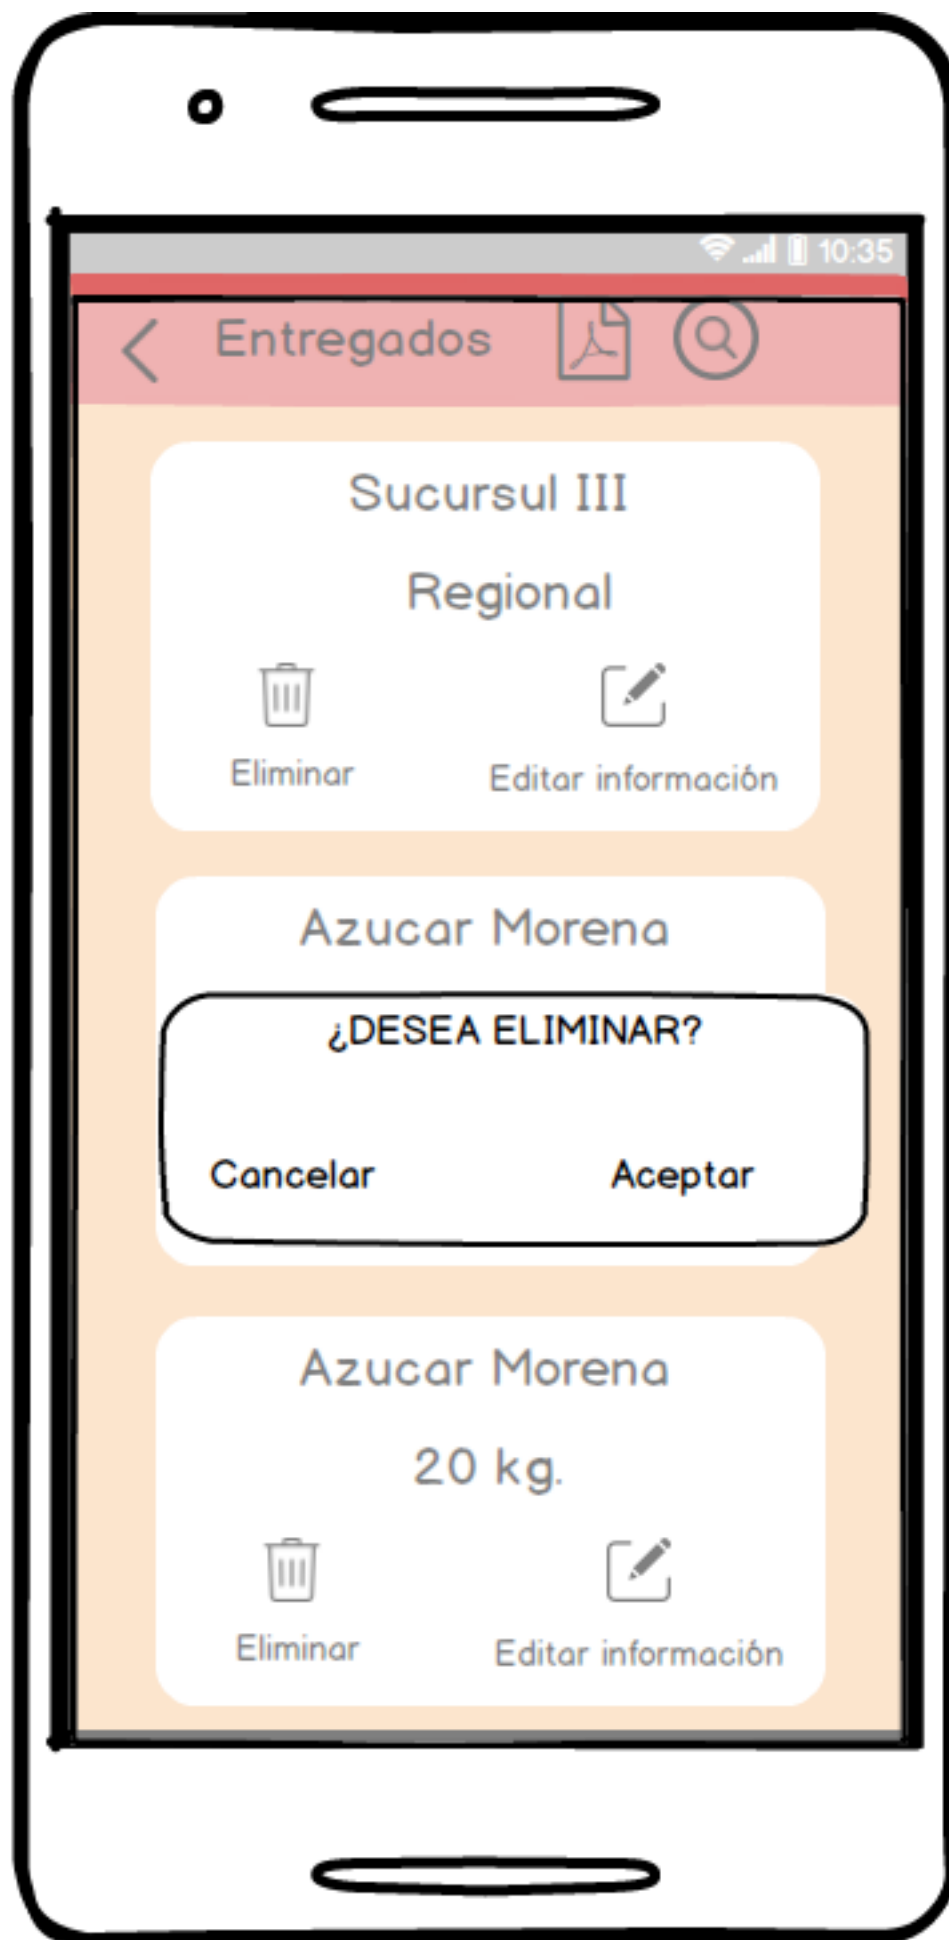 10:35
Entregados
Sucursul III
Regional
Eliminar
Editar información
Azucar Morena
¿DESEA ELIMINAR?
Cancelar
Aceptar
Azucar Morena
20 kg.
Eliminar
Editar información